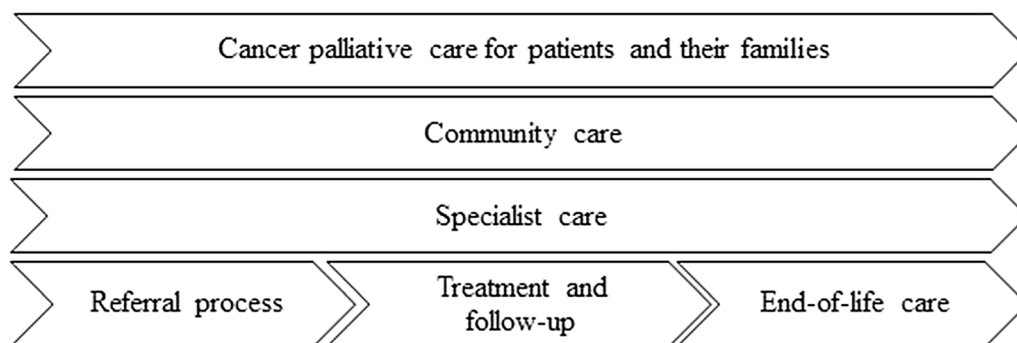 Cancer palliative care for patients and their families
Community care
Specialist care
Referral process
Treatment and
follow-up
End-of-life care